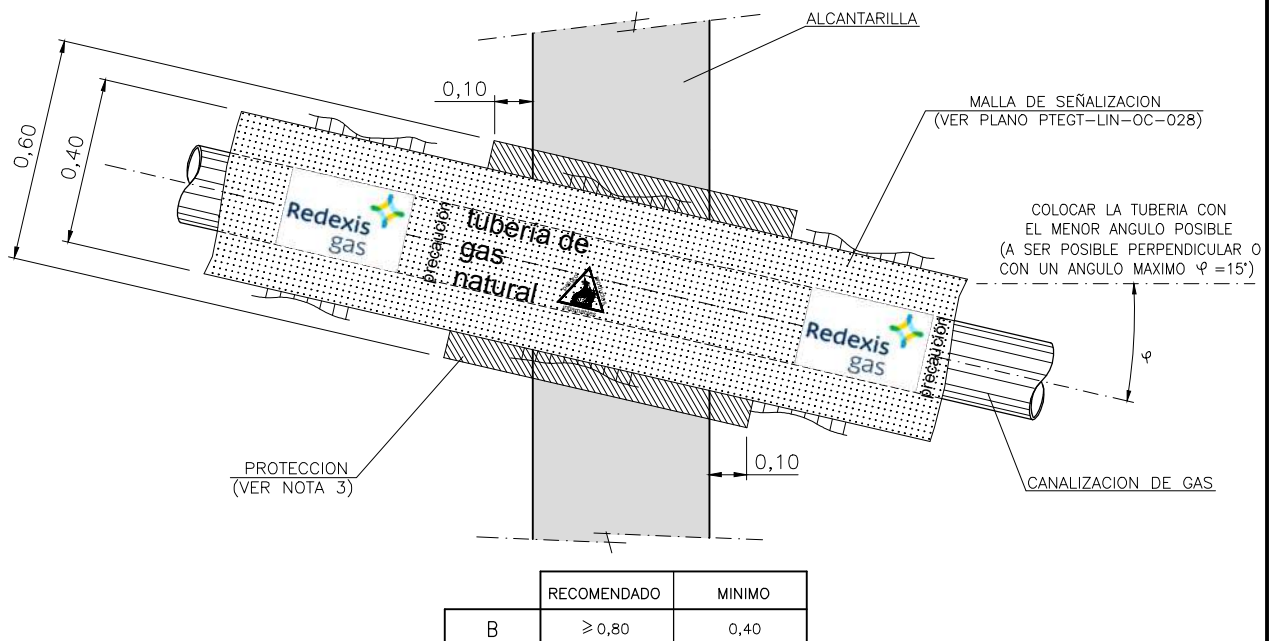 ALCANTARILLA
0,10
0,60
0,40
MALLA DE SEÑALIZACION
(VER PLANO PTEGT-LIN-OC-028)
COLOCAR LA TUBERIA CON
EL MENOR ANGULO POSIBLE
(A SER POSIBLE PERPENDICULAR O
CON UN ANGULO MAXIMO φ =15°)
Redexis
gas
precaución
tubería de
gas
natural
Redexis
gas
precaución
φ
PROTECCION
(VER NOTA 3)
0,10
CANALIZACION DE GAS
RECOMENDADO MINIMO
B ≥0,80 0,40